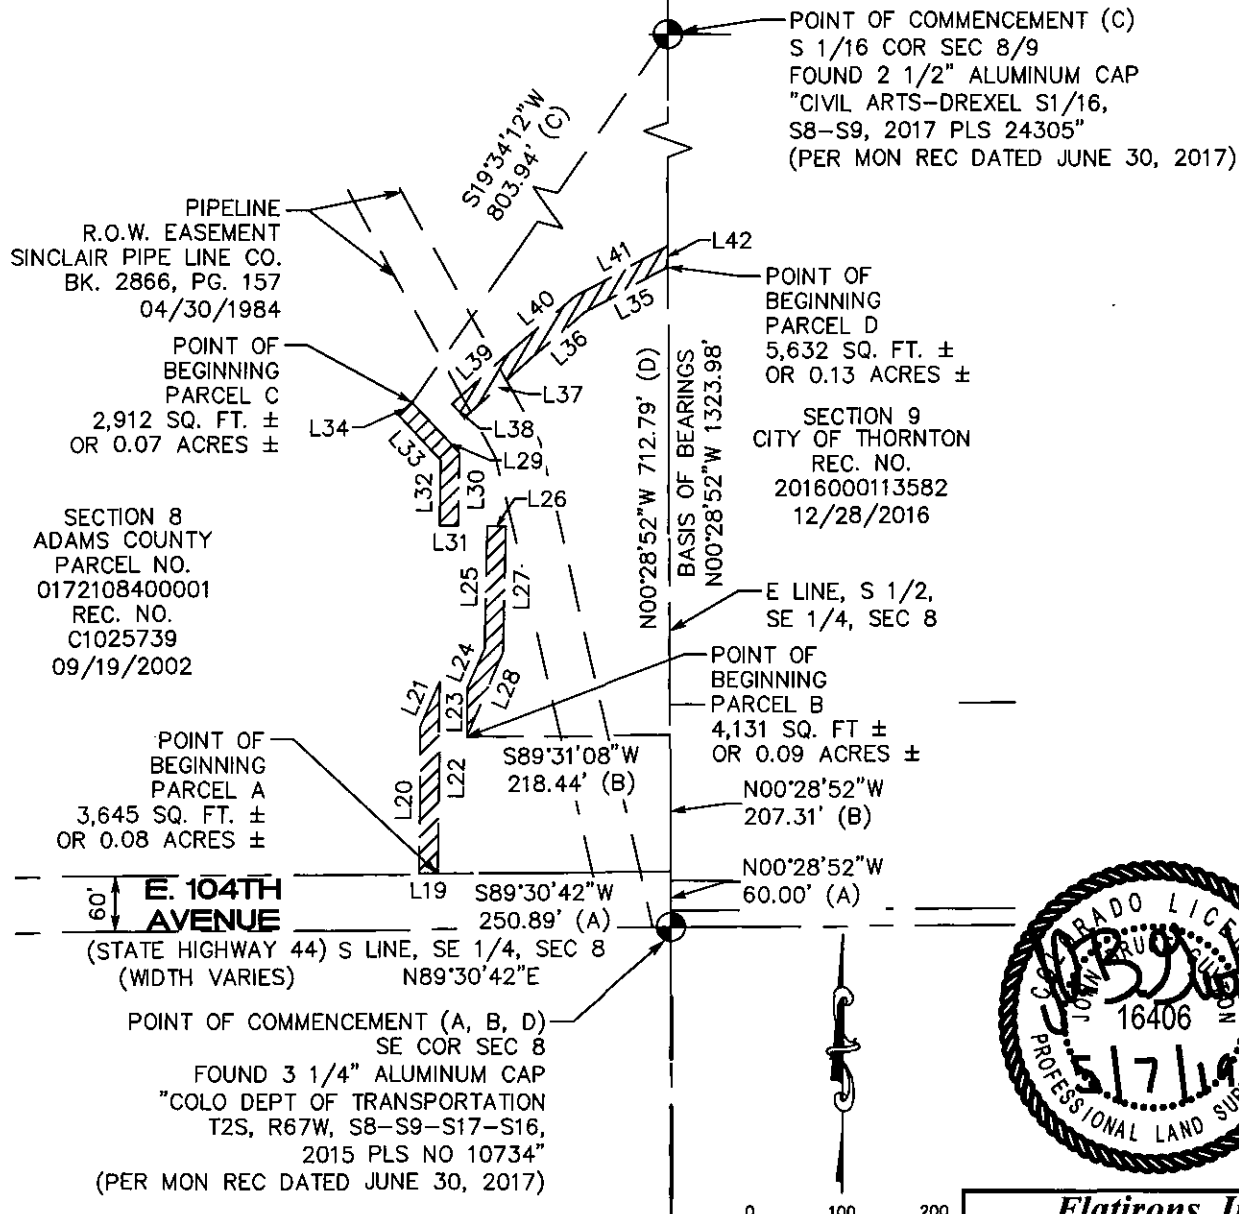 POINT OF COMMENCEMENT (C)
S 1/16 COR SEC 8/9
FOUND 2 1/2" ALUMINUM CAP
"CIVIL ARTS-DREXEL S1/16,
S8-S9, 2017 PLS 24305"
(PER MON REC DATED JUNE 30, 2017)
S19°34'12"W
803.94' (C)
PIPELINE
R.O.W. EASEMENT
SINCLAIR PIPE LINE CO.
BK. 2866, PG. 157
04/30/1984
L41
L42
L40
L35
L36
L39
L37
L38
POINT OF
BEGINNING
PARCEL D
5,632 SQ. FT. ±
OR 0.13 ACRES ±
POINT OF
BEGINNING
PARCEL C
2,912 SQ. FT. ±
OR 0.07 ACRES ±
L34
L33
L29
L32
L30
L31
L26
N00°28'52"W 712.79' (D)
BASIS OF BEARINGS
N00°28'52"W 1323.98'
SECTION 9
CITY OF THORNTON
REC. NO.
2016000113582
12/28/2016
SECTION 8
ADAMS COUNTY
PARCEL NO.
0172108400001
REC. NO.
C1025739
09/19/2002
L25
L27
L24
L21
L23
L28
E LINE, S 1/2,
SE 1/4, SEC 8
POINT OF
BEGINNING
PARCEL B
4,131 SQ. FT ±
OR 0.09 ACRES ±
POINT OF
BEGINNING
PARCEL A
3,645 SQ. FT. ±
OR 0.08 ACRES ±
L20
L22
S89°31'08"W
218.44' (B)
N00°28'52"W
207.31' (B)
L19
S89°30'42"W
250.89' (A)
N00°28'52"W
60.00' (A)
60'
E. 104TH
AVENUE
(STATE HIGHWAY 44) S LINE, SE 1/4, SEC 8
(WIDTH VARIES)
N89°30'42"E
POINT OF COMMENCEMENT (A, B, D)
SE COR SEC 8
FOUND 3 1/4" ALUMINUM CAP
"COLO DEPT OF TRANSPORTATION
T2S, R67W, S8-S9-S17-S16,
2015 PLS NO 10734"
(PER MON REC DATED JUNE 30, 2017)
16406
5/7/19
PROFESSIONAL LAND
0 100 200
Flatirons,